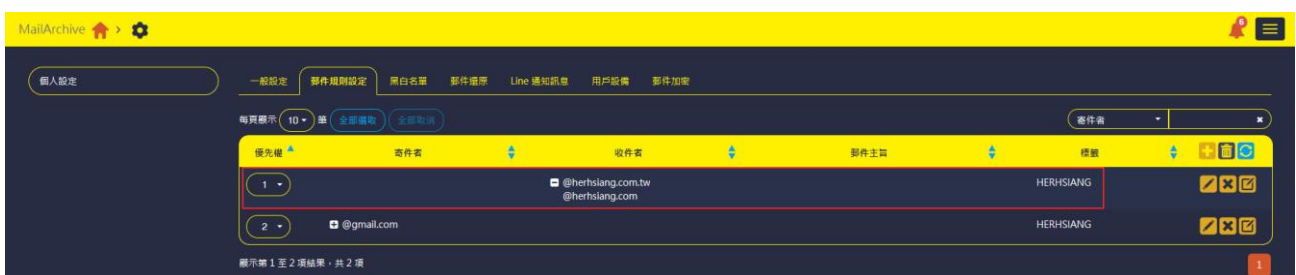 MailArchive
6
個人設定
一般設定 郵件規則設定 黑白名單 郵件還原 Line 通知訊息 用戶設備 郵件加密
每頁顯示 10 筆 全部選取 全部取消 寄件者
優先權 寄件者 收件者 郵件主旨 標籤
1 @herhsiang.com.tw HERHSIANG
@herhsiang.com
2 @gmail.com HERHSIANG
顯示第 1 至 2 項結果，共 2 項 1